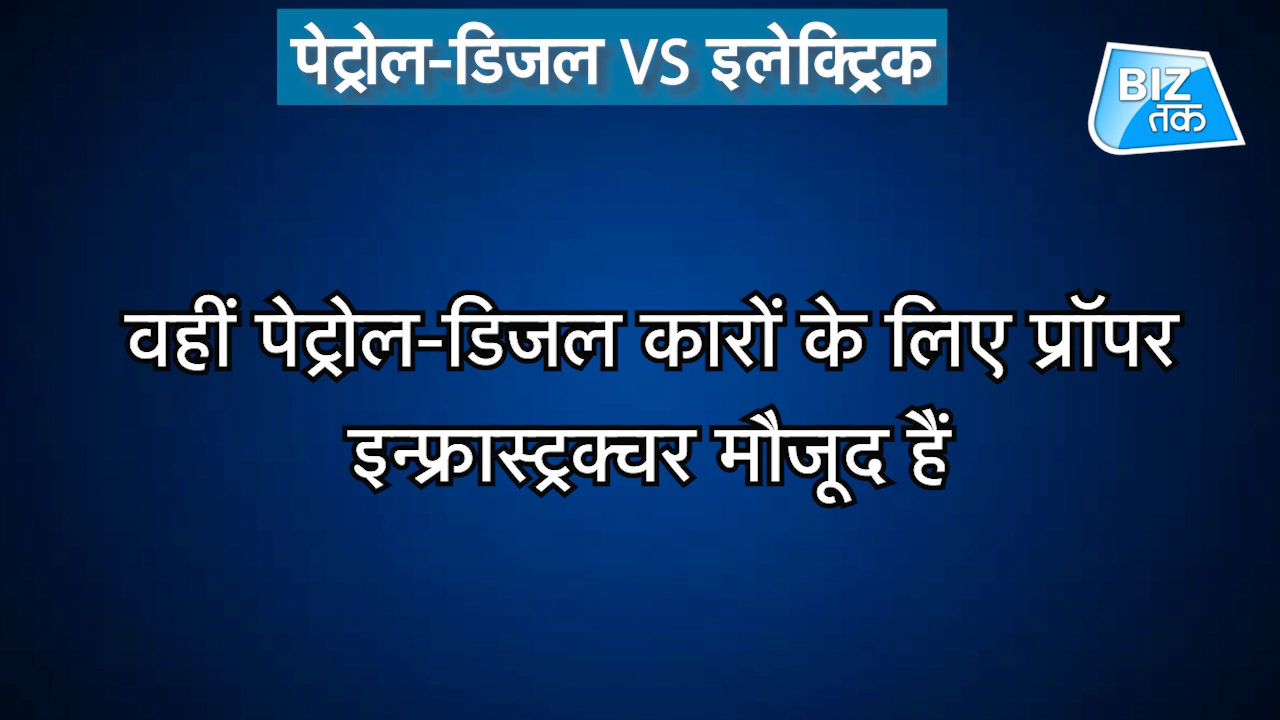 पेट्रोल-डिजल VS इलेक्ट्रिक
BIZ
तक
वहीं पेट्रोल-डिजल कारों के लिए प्रॉपर
इन्फ्रास्ट्रक्चर मौजूद हैं